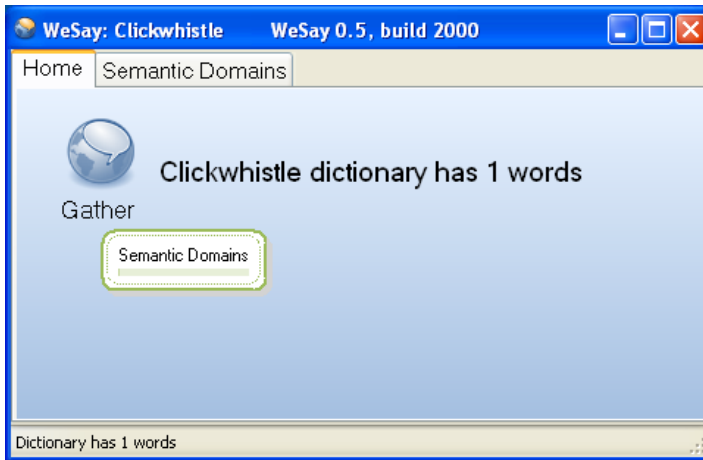 WeSay: Clickwhistle WeSay 0.5, build 2000
Home Semantic Domains
Clickwhistle dictionary has 1 words
Gather
Semantic Domains
Dictionary has 1 words